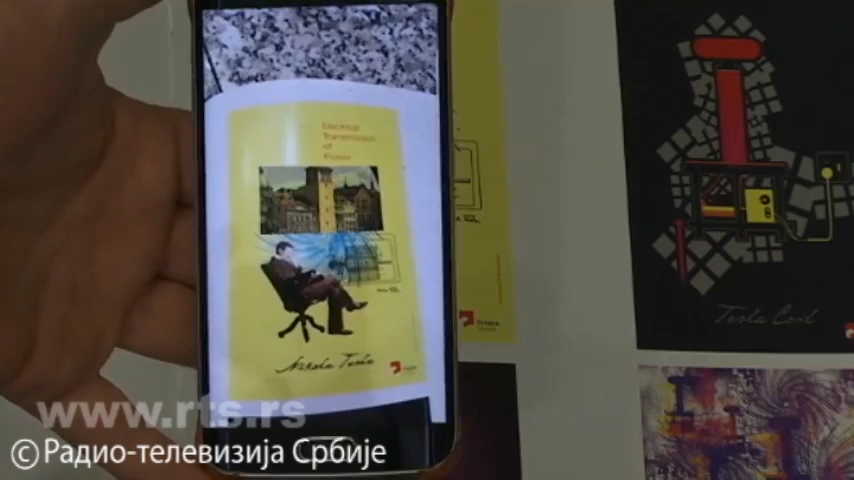 Electrical
Transmission
of
Power
Nikola Tesla
Tesla Coil
www.rts.rs
©Радио-телевизија Србије